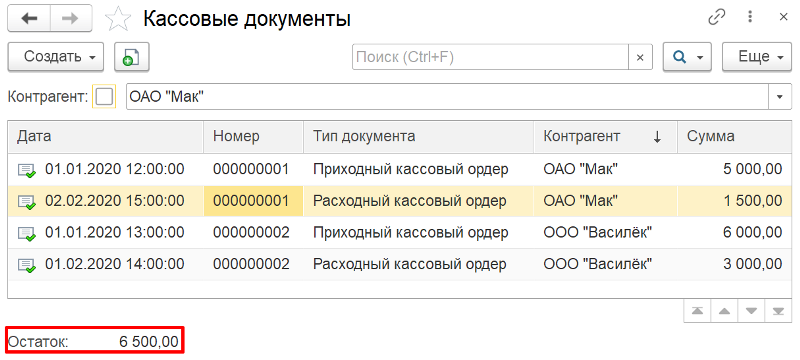 Кассовые документы
Создать Поиск (Ctrl+F) × Еще
Контрагент: ОАО "Мак"
Дата Номер Тип документа Контрагент ↓ Сумма
01.01.2020 12:00:00 000000001 Приходный кассовый ордер ОАО "Мак" 5 000,00
02.02.2020 15:00:00 000000001 Расходный кассовый ордер ОАО "Мак" 1 500,00
01.01.2020 13:00:00 000000002 Приходный кассовый ордер ООО "Василёк" 6 000,00
01.02.2020 14:00:00 000000002 Расходный кассовый ордер ООО "Василёк" 3 000,00
Остаток: 6 500,00